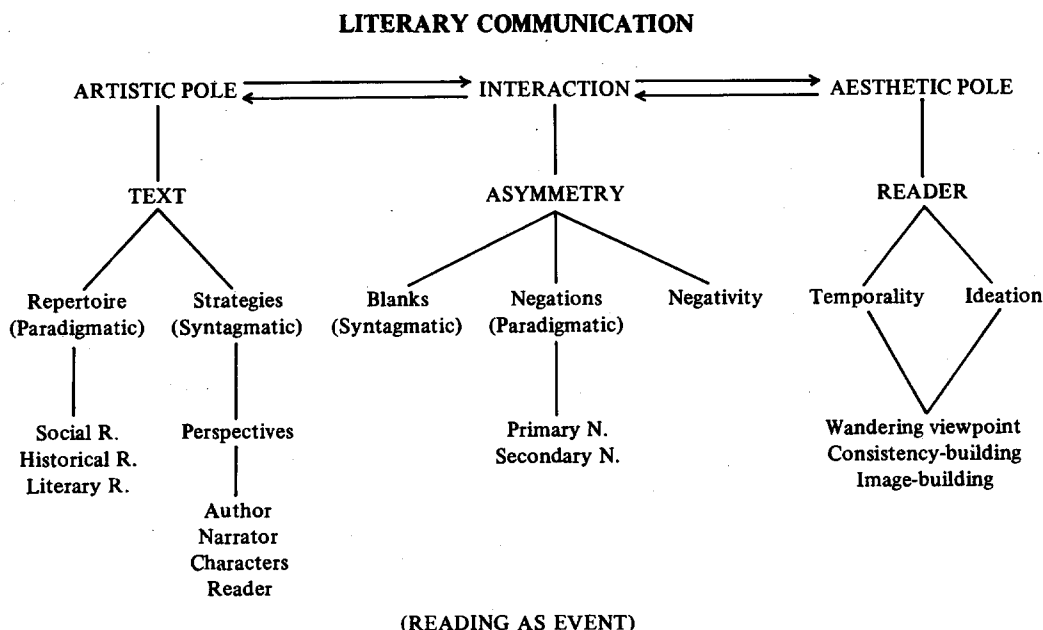 LITERARY COMMUNICATION
ARTISTIC POLE INTERACTION AESTHETIC POLE
TEXT ASYMMETRY READER
Repertoire Strategies Blanks Negations Negativity Temporality Ideation
(Paradigmatic) (Syntagmatic) (Syntagmatic) (Paradigmatic)
Social R. Perspectives Primary N. Wandering viewpoint
Historical R. Secondary N. Consistency-building
Literary R. Image-building
Author
Narrator
Characters
Reader
(READING AS EVENT)